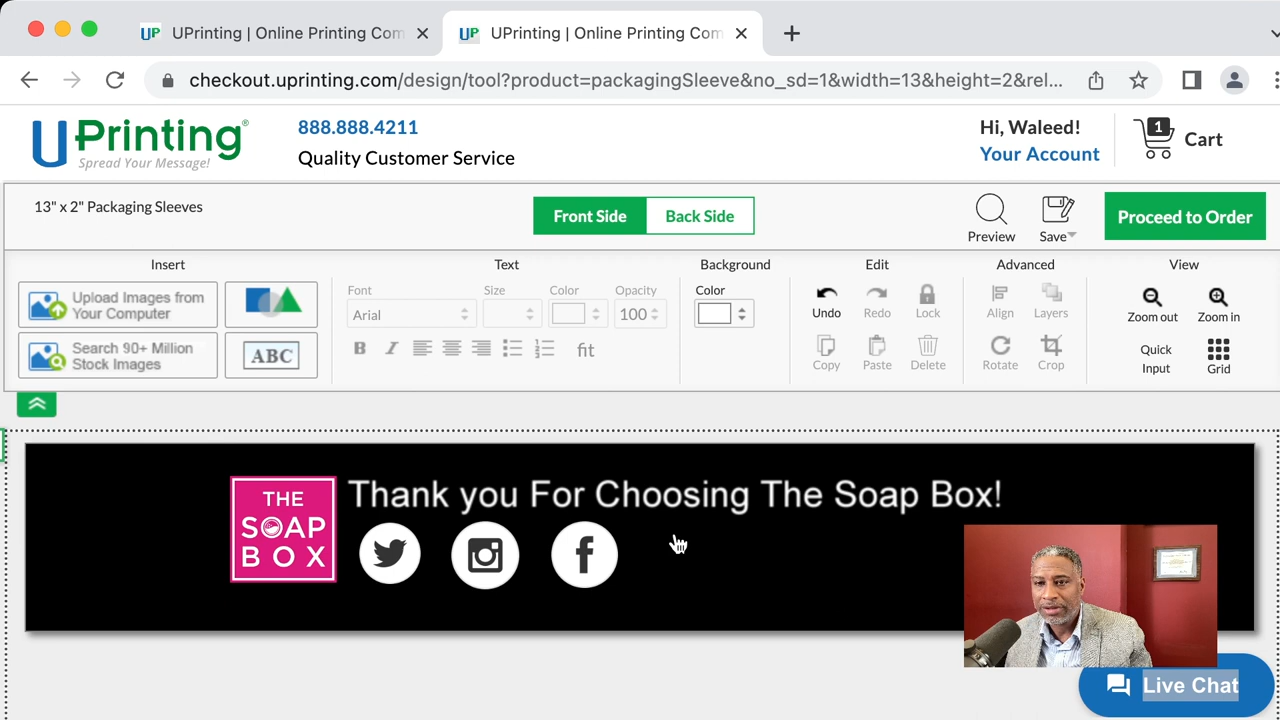 UP UPrinting | Online Printing Com
UP UPrinting | Online Printing Com
checkout.uprinting.com/design/tool?product=packagingSleeve&no_sd=1&width=13&height=2&rel...
UPrinting®
Spread Your Message!
888.888.4211
Quality Customer Service
Hi, Waleed!
Your Account
1
Cart
13" x 2" Packaging Sleeves
Front Side
Back Side
Preview
Save
Proceed to Order
Insert
Text
Background
Edit
Advanced
View
Upload Images from
Your Computer
Search 90+ Million
Stock Images
ABC
Font
Size
Color
Opacity
Arial
100
B I fit
Color
Undo
Redo
Lock
Copy
Paste
Delete
Align
Layers
Rotate
Crop
Zoom out
Zoom in
Quick
Input
Grid
THE
SOAP
BOX
Thank you For Choosing The Soap Box!
Live Chat